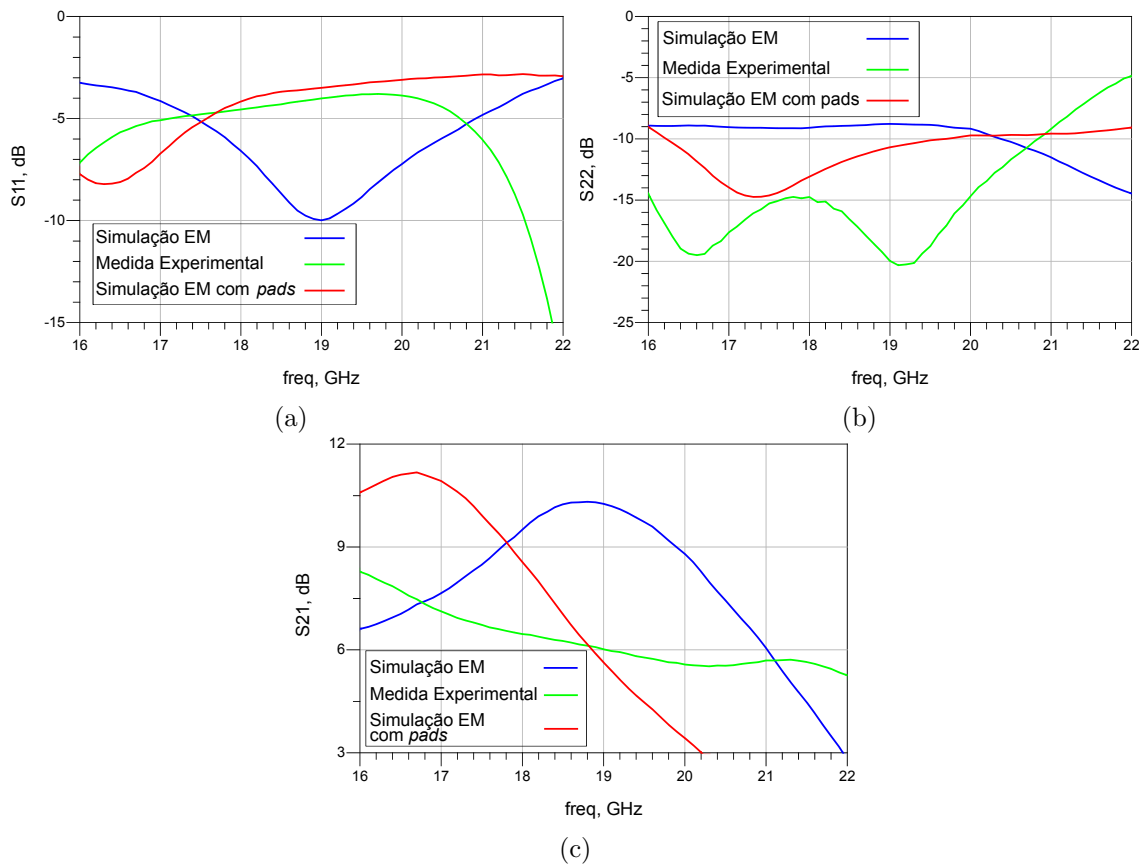 0
-5
-10
-15
S11, dB
Simulação EM
Medida Experimental
Simulação EM com pads
16 17 18 19 20 21 22
freq, GHz
(a)
0
-5
-10
-15
-20
-25
S22, dB
Simulação EM
Medida Experimental
Simulação EM com pads
16 17 18 19 20 21 22
freq, GHz
(b)
12
9
6
3
S21, dB
Simulação EM
Medida Experimental
Simulação EM
com pads
16 17 18 19 20 21 22
freq, GHz
(c)